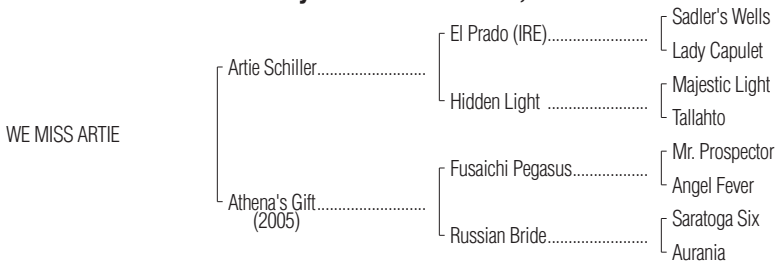 Sadler's Wells
El Prado (IRE)..........................
Lady Capulet
Artie Schiller...........................
Majestic Light
Hidden Light .........................
Tallahto
WE MISS ARTIE
Mr. Prospector
Fusaichi Pegasus...................
Angel Fever
Athena's Gift...........................
(2005)
Saratoga Six
Russian Bride..........................
Aurania